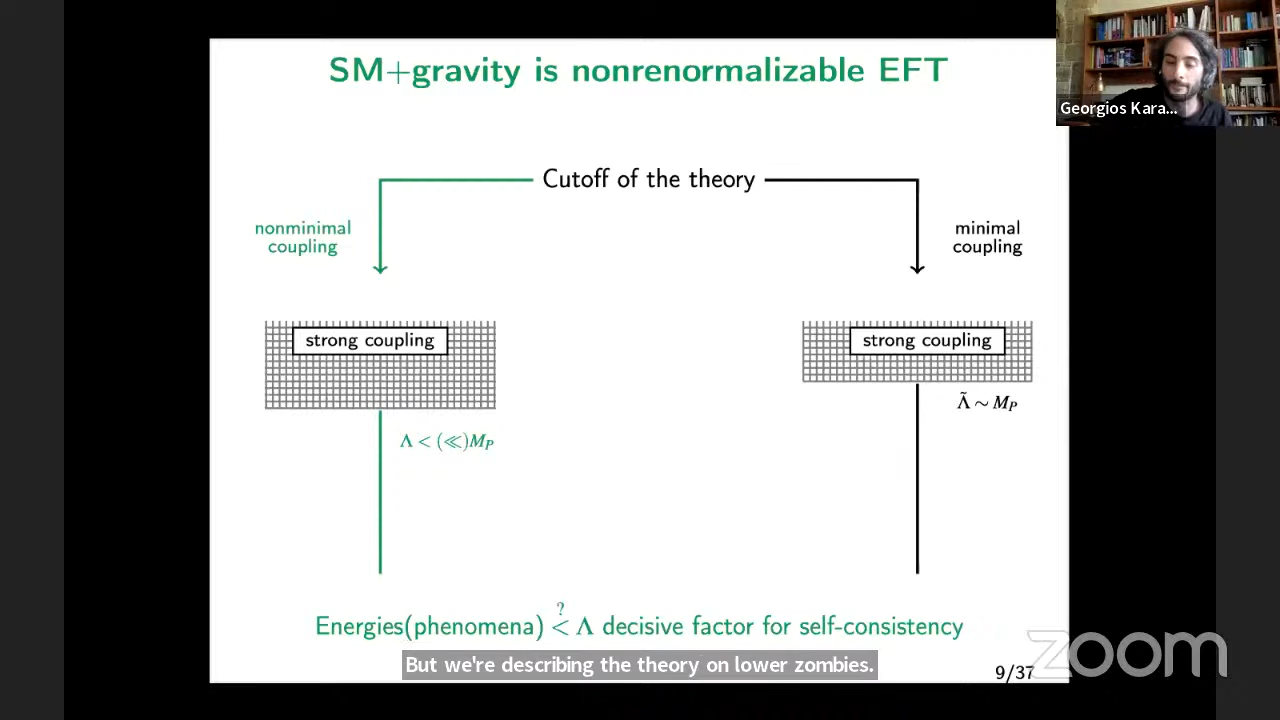 SM+gravity is nonrenormalizable EFT
Georgios Kara...
Cutoff of the theory
nonminimal
coupling
minimal
coupling
strong coupling
strong coupling
Λ̃ ∼ M_P
Λ < (≪)M_P
Energies(phenomena) <^? Λ decisive factor for self-consistency
But we're describing the theory on lower zombies.
9/37
zoom